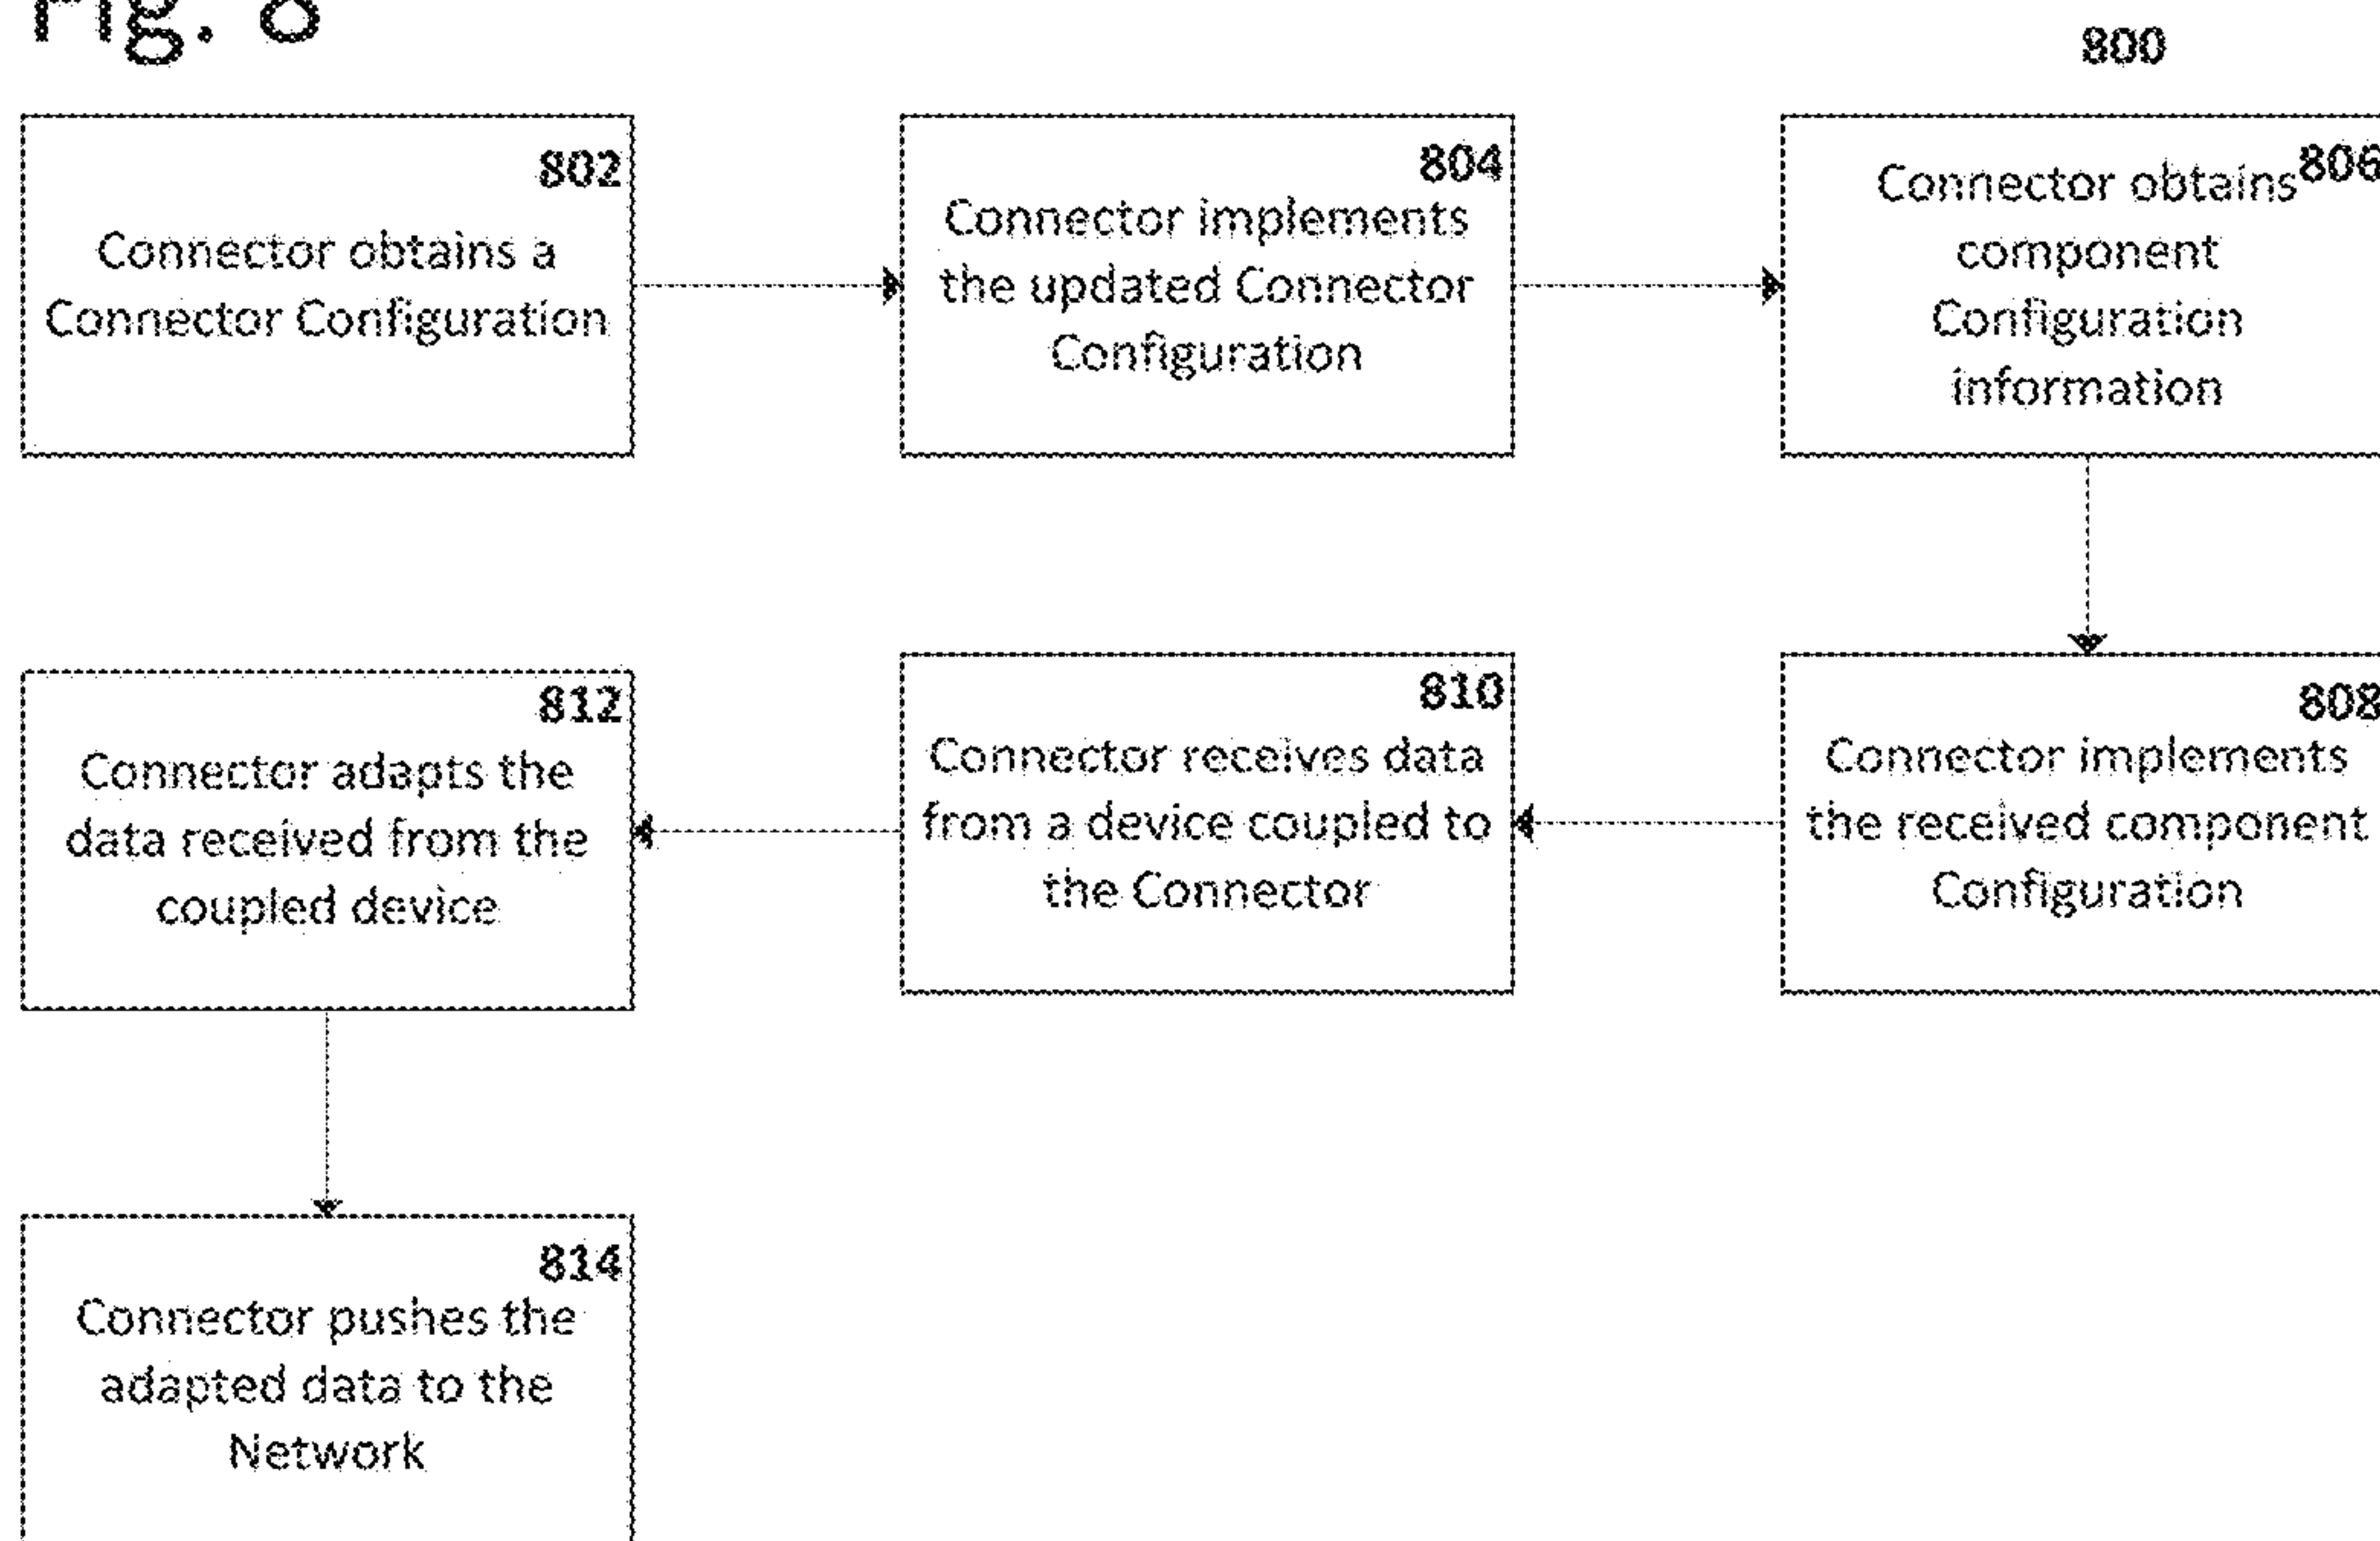 Fig. 8
800
802
Connector obtains a
Connector Configuration
804
Connector implements
the updated Connector
Configuration
806
Connector obtains
component
Configuration
information
808
Connector implements
the received component
Configuration
810
Connector receives data
from a device coupled to
the Connector
812
Connector adapts the
data received from the
coupled device
814
Connector pushes the
adapted data to the
Network